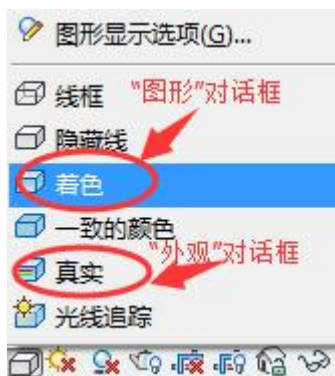 图形显示选项(G)...
线框
“图形”对话框
隐藏线
着色
一致的颜色
“外观”对话框
真实
光线追踪